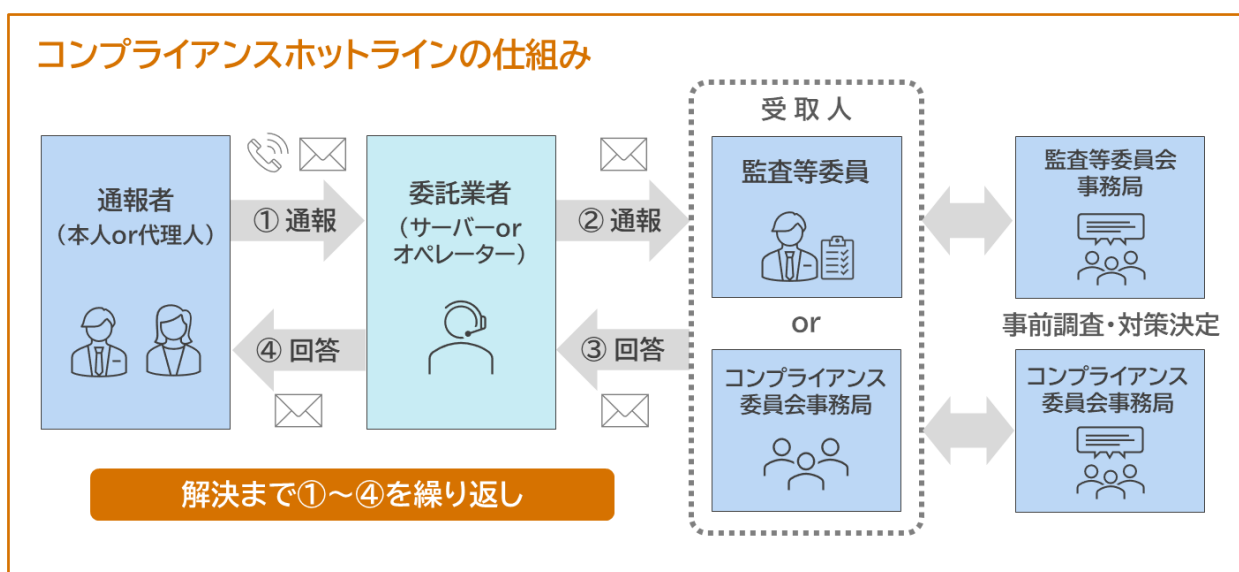 コンプライアンスホットラインの仕組み
通報者
（本人or代理人）
① 通報
委託業者
（サーバーor
オペレーター）
② 通報
④ 回答
③ 回答
解決まで①～④を繰り返し
受取人
監査等委員
or
コンプライアンス
委員会事務局
監査等委員会
事務局
事前調査・対策決定
コンプライアンス
委員会事務局